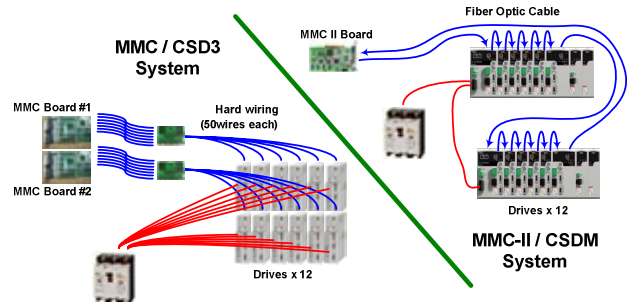 MMC / CSD3
System
MMC Board #1
MMC Board #2
Hard wiring
(50wires each)
Drives x 12
MMC II Board
Fiber Optic Cable
Drives x 12
MMC-II / CSDM
System